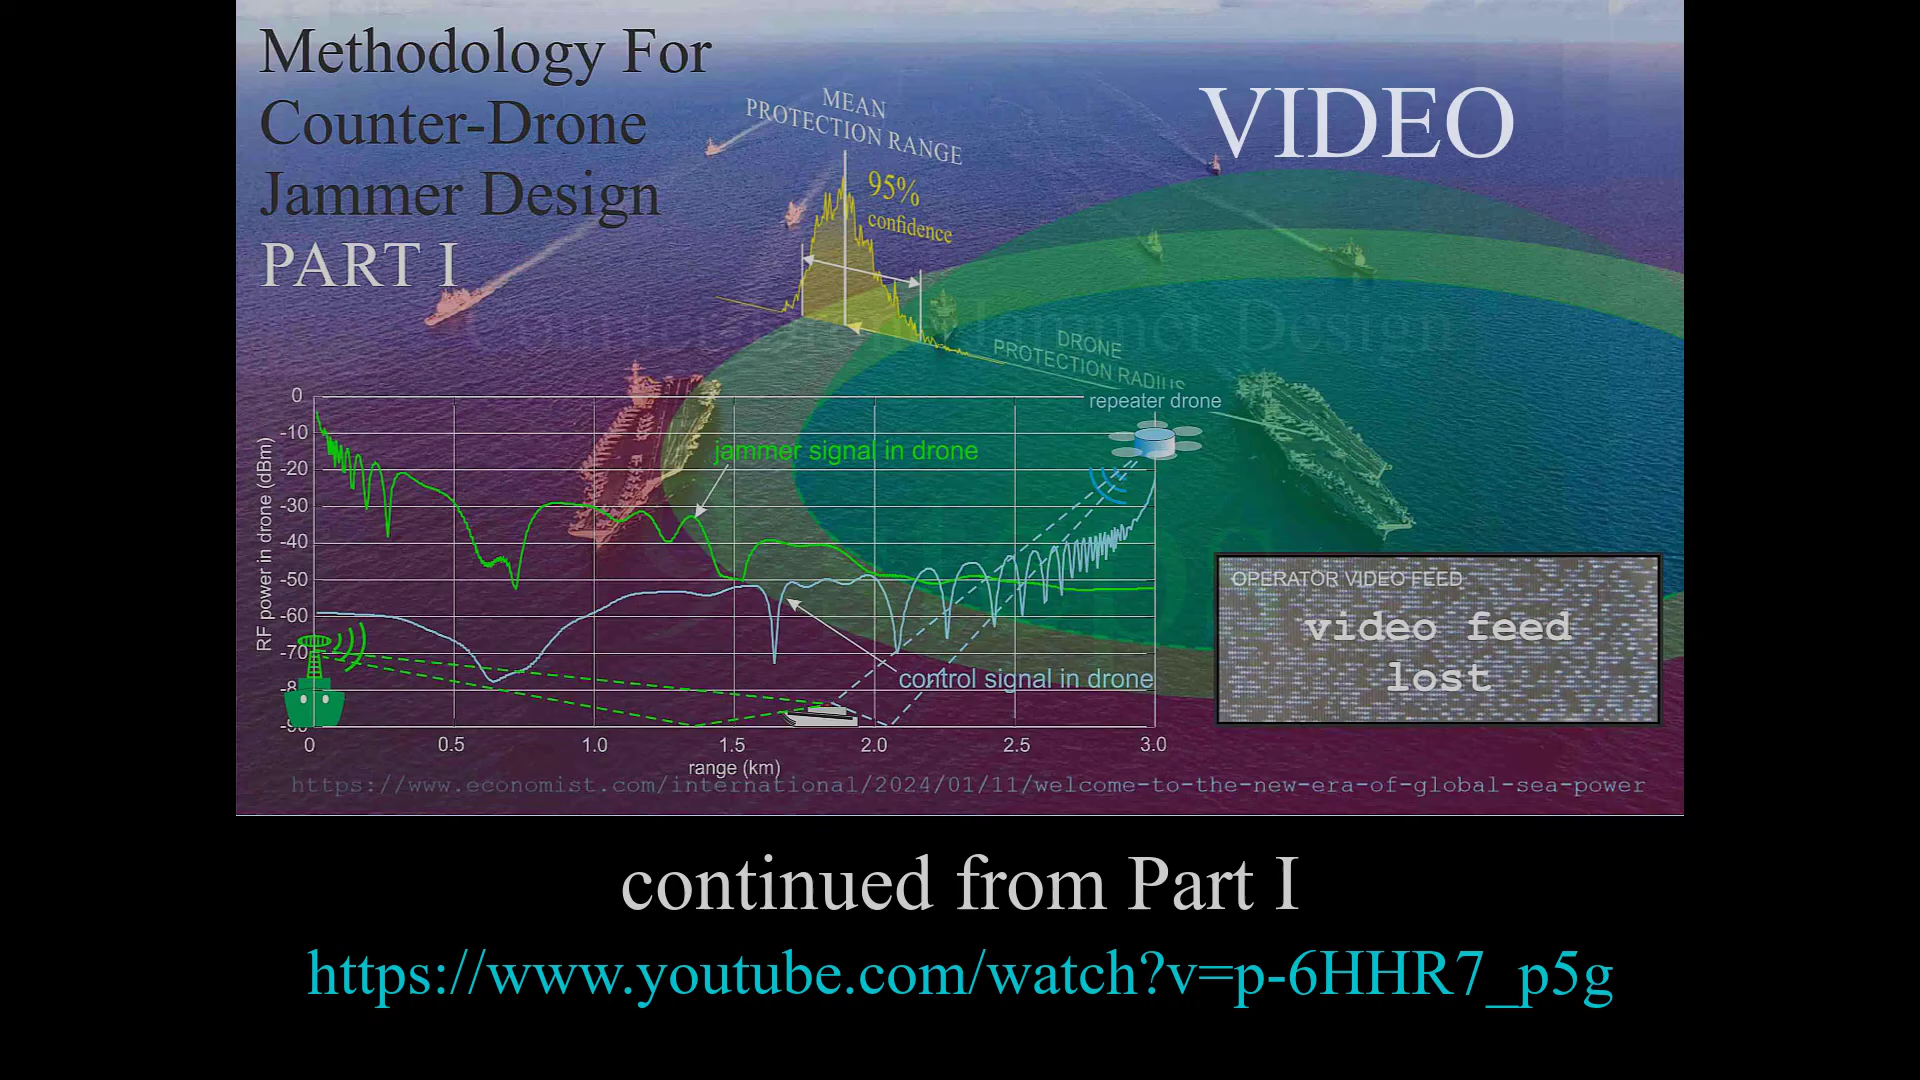 Methodology For
Counter-Drone
Jammer Design
PART I
VIDEO
MEAN
PROTECTION RANGE
95%
confidence
DRONE
PROTECTION RADIUS
repeater drone
jammer signal in drone
control signal in drone
RF power in drone (dBm)
0
-10
-20
-30
-40
-50
-60
-70
0
0.5
1.0
1.5
2.0
2.5
3.0
range (km)
OPERATOR VIDEO FEED
video feed
lost
https://www.economist.com/international/2024/01/11/welcome-to-the-new-era-of-global-sea-power
continued from Part I
https://www.youtube.com/watch?v=p-6HHR7_p5g